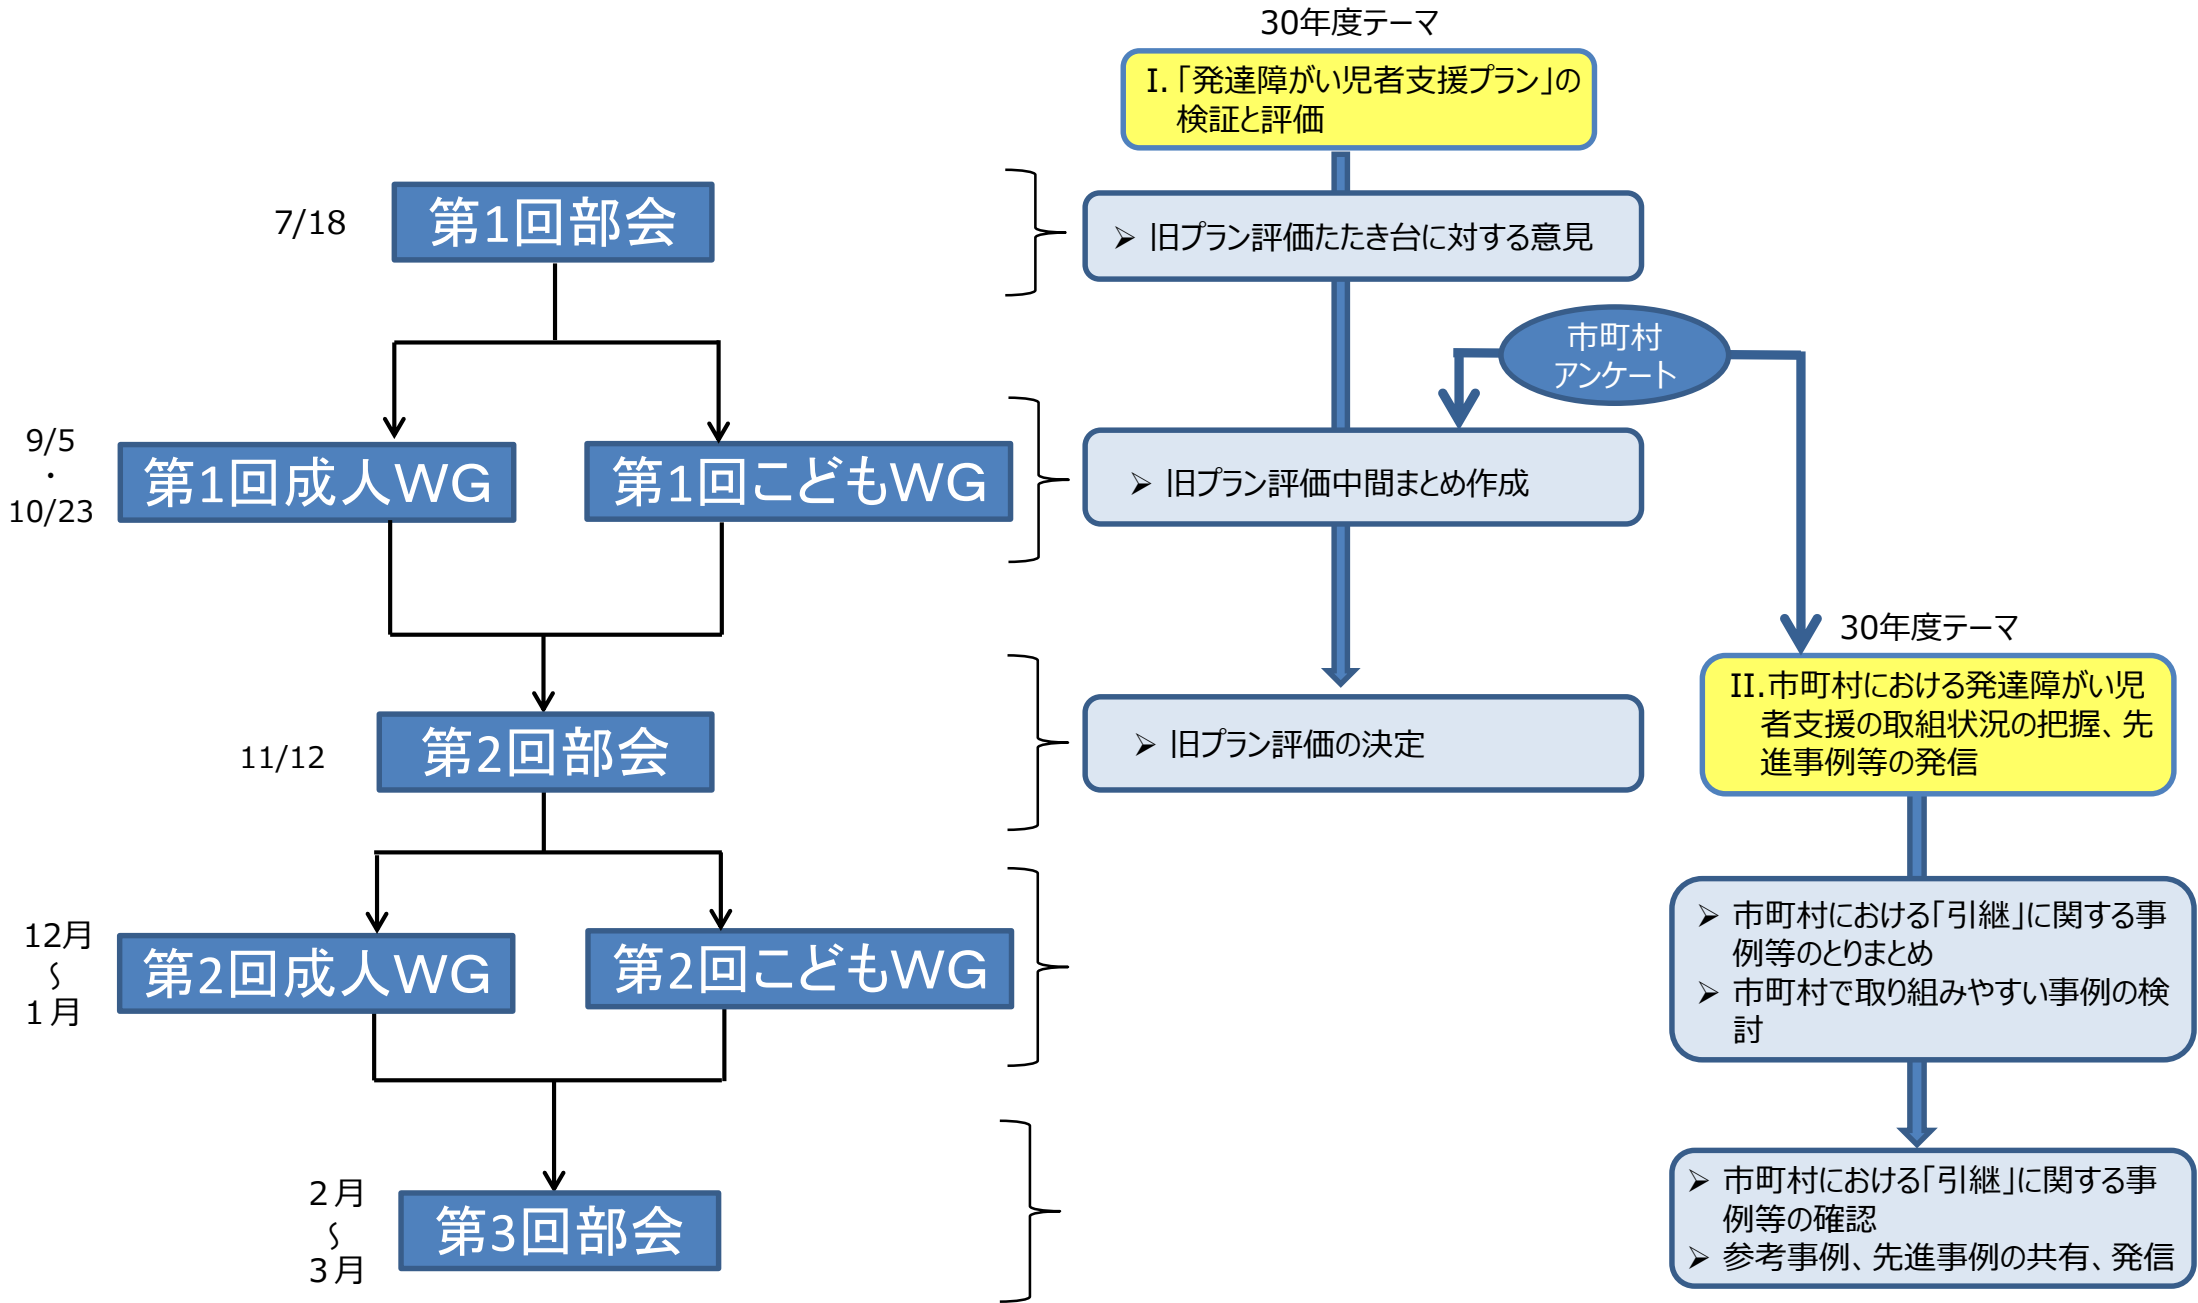 30年度テーマ
I. 「発達障がい児者支援プラン」の
検証と評価
7/18
第1回部会
➢ 旧プラン評価たたき台に対する意見
市町村
アンケート
9/5
・
10/23
第1回成人WG
第1回こどもWG
➢ 旧プラン評価中間まとめ作成
30年度テーマ
II.市町村における発達障がい児
者支援の取組状況の把握、先
進事例等の発信
11/12
第2回部会
➢ 旧プラン評価の決定
12月
～
１月
第2回成人WG
第2回こどもWG
➢ 市町村における「引継」に関する事
例等のとりまとめ
➢ 市町村で取り組みやすい事例の検
討
２月
～
３月
第3回部会
➢ 市町村における「引継」に関する事
例等の確認
➢ 参考事例、先進事例の共有、発信